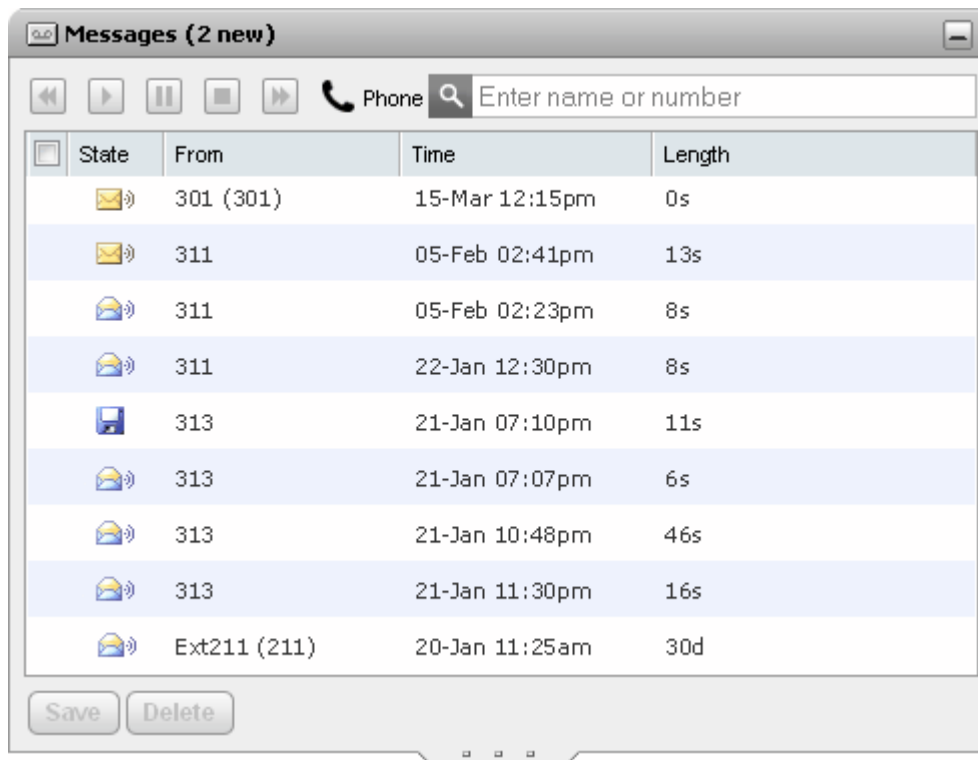 Messages (2 new)
Phone Enter name or number
State From Time Length
301 (301) 15-Mar 12:15pm 0s
311 05-Feb 02:41pm 13s
311 05-Feb 02:23pm 8s
311 22-Jan 12:30pm 8s
313 21-Jan 07:10pm 11s
313 21-Jan 07:07pm 6s
313 21-Jan 10:48pm 46s
313 21-Jan 11:30pm 16s
Ext211 (211) 20-Jan 11:25am 30d
Save Delete